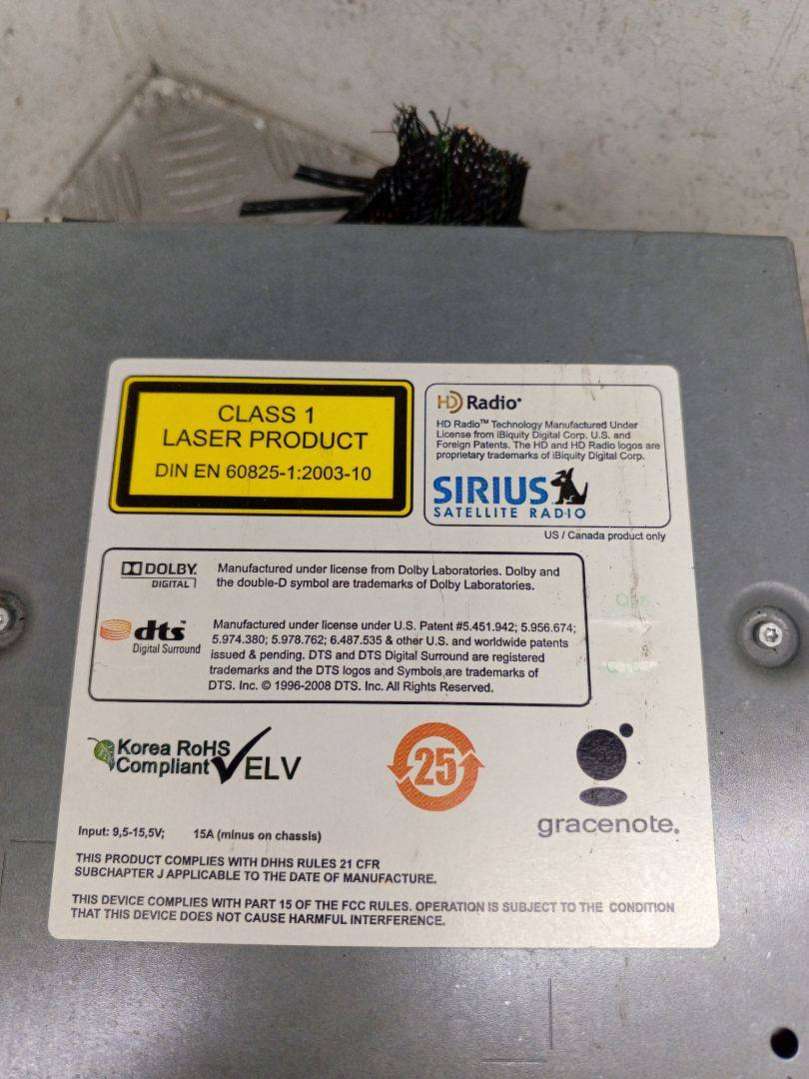 CLASS 1
LASER PRODUCT
DIN EN 60825-1:2003-10
HD Radio
HD Radio™ Technology Manufactured Under
License from iBiquity Digital Corp. U.S. and
Foreign Patents. The HD and HD Radio logos are
proprietary trademarks of iBiquity Digital Corp.
SIRIUS
SATELLITE RADIO
US / Canada product only
DOLBY
DIGITAL
Manufactured under license from Dolby Laboratories. Dolby and
the double-D symbol are trademarks of Dolby Laboratories.
dts
Digital Surround
Manufactured under license under U.S. Patent #5.451.942; 5.956.674;
5.974.380; 5.978.762; 6.487.535 & other U.S. and worldwide patents
issued & pending. DTS and DTS Digital Surround are registered
trademarks and the DTS logos and Symbols are trademarks of
DTS. Inc. © 1996-2008 DTS. Inc. All Rights Reserved.
Korea RoHS
Compliant
ELV
25
gracenote.
Input: 9,5-15,5V; 15A (minus on chassis)
THIS PRODUCT COMPLIES WITH DHHS RULES 21 CFR
SUBCHAPTER J APPLICABLE TO THE DATE OF MANUFACTURE.
THIS DEVICE COMPLIES WITH PART 15 OF THE FCC RULES. OPERATION IS SUBJECT TO THE CONDITION
THAT THIS DEVICE DOES NOT CAUSE HARMFUL INTERFERENCE.